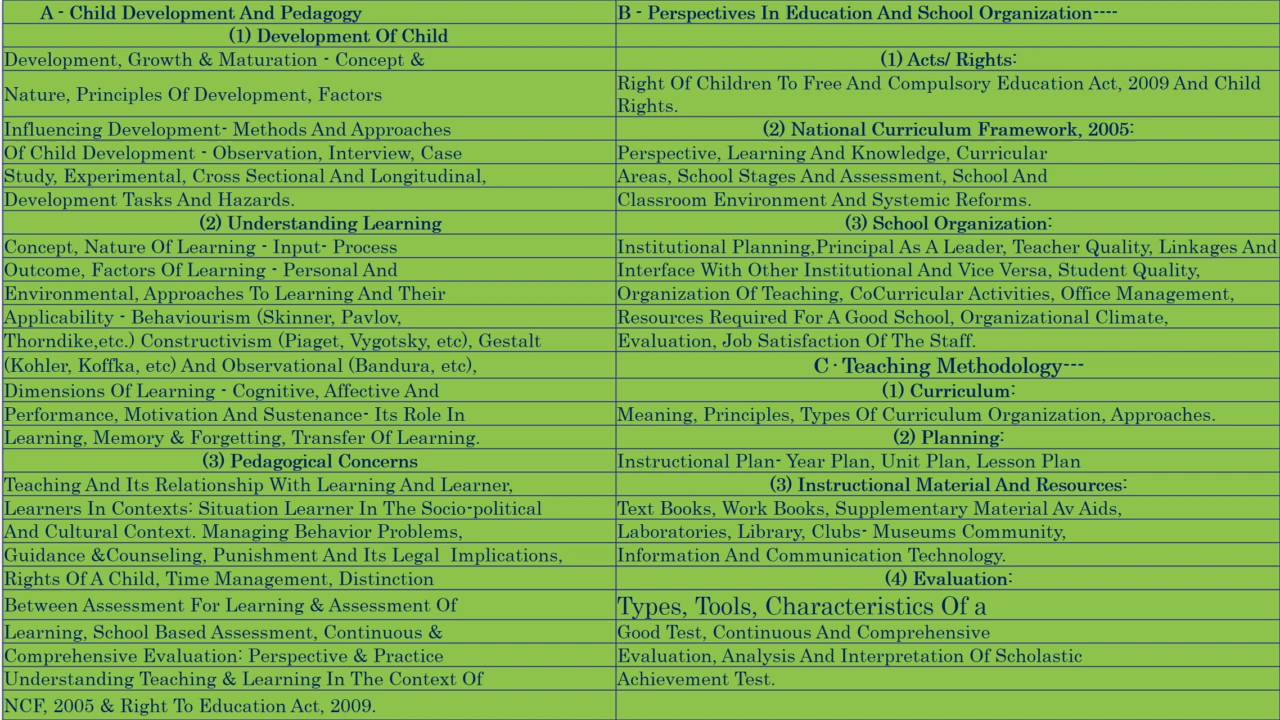 A - Child Development And Pedagogy
(1) Development Of Child
Development, Growth & Maturation - Concept &
Nature, Principles Of Development, Factors
Influencing Development- Methods And Approaches
Of Child Development - Observation, Interview, Case
Study, Experimental, Cross Sectional And Longitudinal,
Development Tasks And Hazards.
(2) Understanding Learning
Concept, Nature Of Learning - Input- Process
Outcome, Factors Of Learning - Personal And
Environmental, Approaches To Learning And Their
Applicability - Behaviourism (Skinner, Pavlov,
Thorndike,etc.) Constructivism (Piaget, Vygotsky, etc), Gestalt
(Kohler, Koffka, etc) And Observational (Bandura, etc),
Dimensions Of Learning - Cognitive, Affective And
Performance, Motivation And Sustenance- Its Role In
Learning, Memory & Forgetting, Transfer Of Learning.
(3) Pedagogical Concerns
Teaching And Its Relationship With Learning And Learner,
Learners In Contexts: Situation Learner In The Socio-political
And Cultural Context. Managing Behavior Problems,
Guidance &Counseling, Punishment And Its Legal Implications,
Rights Of A Child, Time Management, Distinction
Between Assessment For Learning & Assessment Of
Learning, School Based Assessment, Continuous &
Comprehensive Evaluation: Perspective & Practice
Understanding Teaching & Learning In The Context Of
NCF, 2005 & Right To Education Act, 2009.
B - Perspectives In Education And School Organization----
(1) Acts/ Rights:
Right Of Children To Free And Compulsory Education Act, 2009 And Child
Rights.
(2) National Curriculum Framework, 2005:
Perspective, Learning And Knowledge, Curricular
Areas, School Stages And Assessment, School And
Classroom Environment And Systemic Reforms.
(3) School Organization:
Institutional Planning,Principal As A Leader, Teacher Quality, Linkages And
Interface With Other Institutional And Vice Versa, Student Quality,
Organization Of Teaching, CoCurricular Activities, Office Management,
Resources Required For A Good School, Organizational Climate,
Evaluation, Job Satisfaction Of The Staff.
C · Teaching Methodology---
(1) Curriculum:
Meaning, Principles, Types Of Curriculum Organization, Approaches.
(2) Planning:
Instructional Plan- Year Plan, Unit Plan, Lesson Plan
(3) Instructional Material And Resources:
Text Books, Work Books, Supplementary Material Av Aids,
Laboratories, Library, Clubs- Museums Community,
Information And Communication Technology.
(4) Evaluation:
Types, Tools, Characteristics Of a
Good Test, Continuous And Comprehensive
Evaluation, Analysis And Interpretation Of Scholastic
Achievement Test.